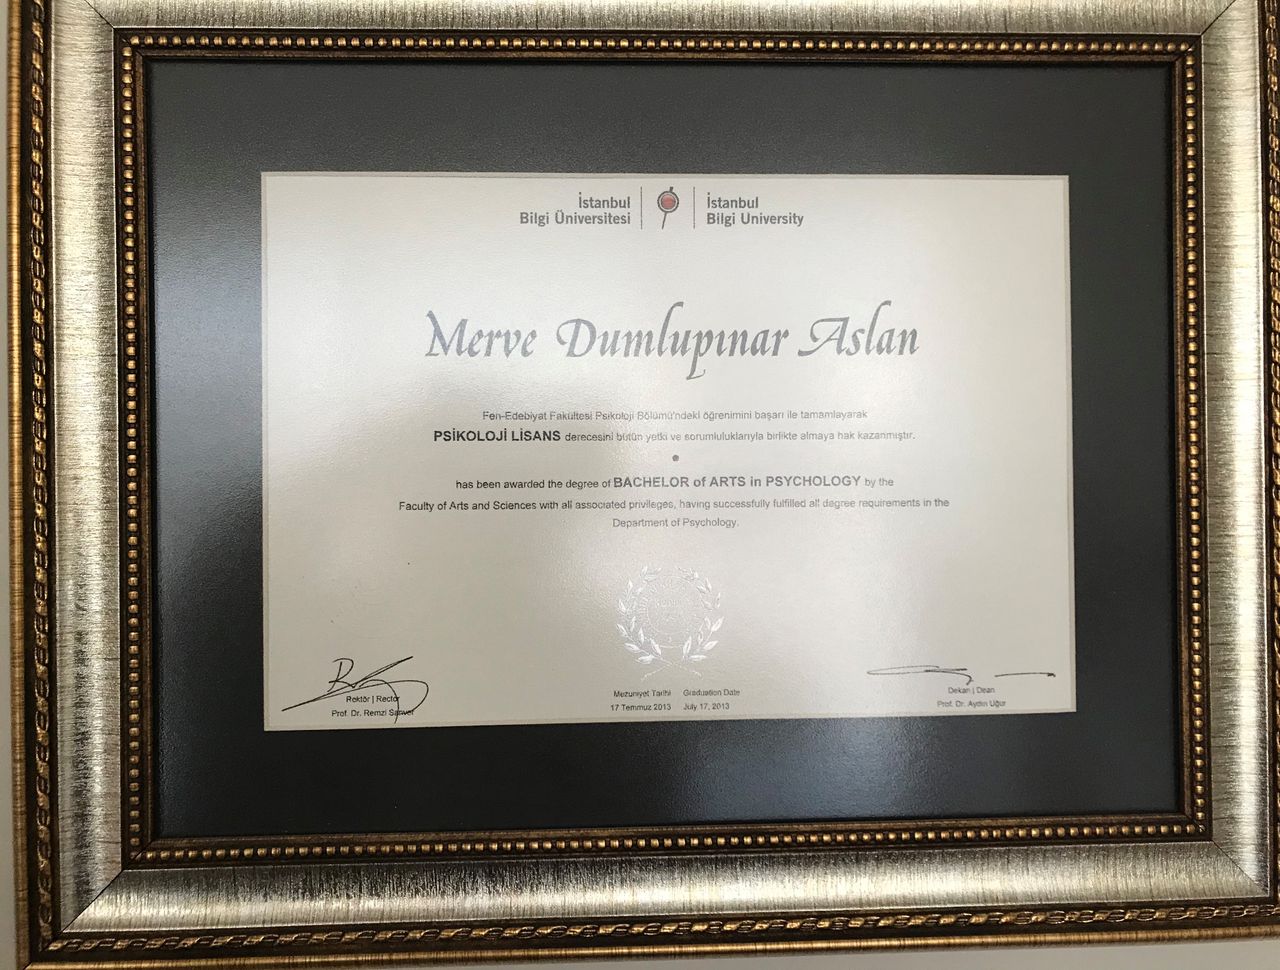 İstanbul
Bilgi Üniversitesi
İstanbul
Bilgi University
Merve Dumlupınar Aslan
Fen-Edebiyat Fakültesi Psikoloji Bölümü'ndeki öğrenimini başarı ile tamamlayarak
PSİKOLOJİ LİSANS derecesini bütün yetki ve sorumluluklarıyla birlikte almaya hak kazanmıştır.
has been awarded the degree of BACHELOR of ARTS in PSYCHOLOGY by the
Faculty of Arts and Sciences with all associated privileges, having successfully fulfilled all degree requirements in the
Department of Psychology.
Rektör | Rector
Prof. Dr. Remzi Sanver
Mezuniyet Tarihi Graduation Date
17 Temmuz 2013 July 17, 2013
Dekan | Dean
Prof. Dr. Aydın Uğur